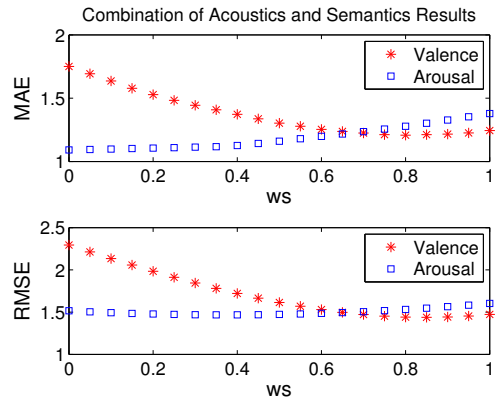 Combination of Acoustics and Semantics Results
2
1.5
1
MAE
Valence
Arousal
0 0.2 0.4 0.6 0.8 1
ws
2.5
2
1.5
1
RMSE
Valence
Arousal
0 0.2 0.4 0.6 0.8 1
ws